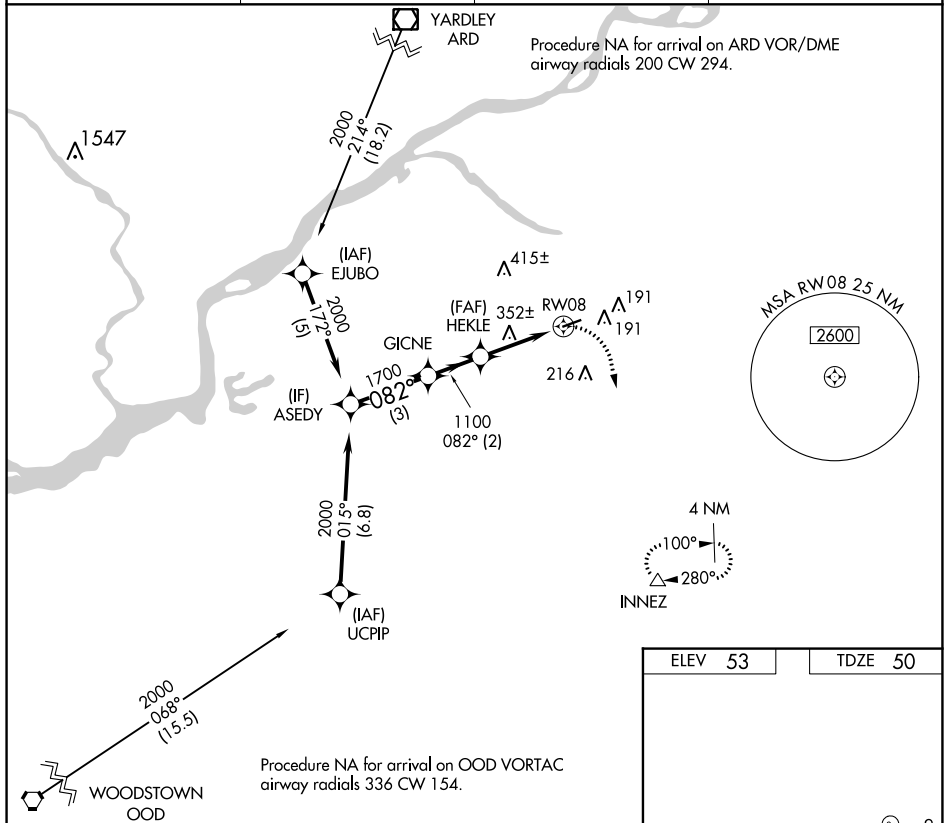 YARDLEY
ARD
Procedure NA for arrival on ARD VOR/DME
airway radials 200 CW 294.
1547
2000
214°
(18.2)
(IAF)
EJUBO
2000
172°
(5)
415±
(FAF)
HEKLE
352±
RW08
191
191
GICNE
216
(IF)
ASEDY
1700
082°
(3)
1100
082° (2)
MSA RW08 25 NM
2600
2000
015°
(6.8)
4 NM
100°
280°
INNEZ
(IAF)
UCPIP
2000
068°
(15.5)
ELEV 53
TDZE 50
Procedure NA for arrival on OOD VORTAC
airway radials 336 CW 154.
WOODSTOWN
OOD